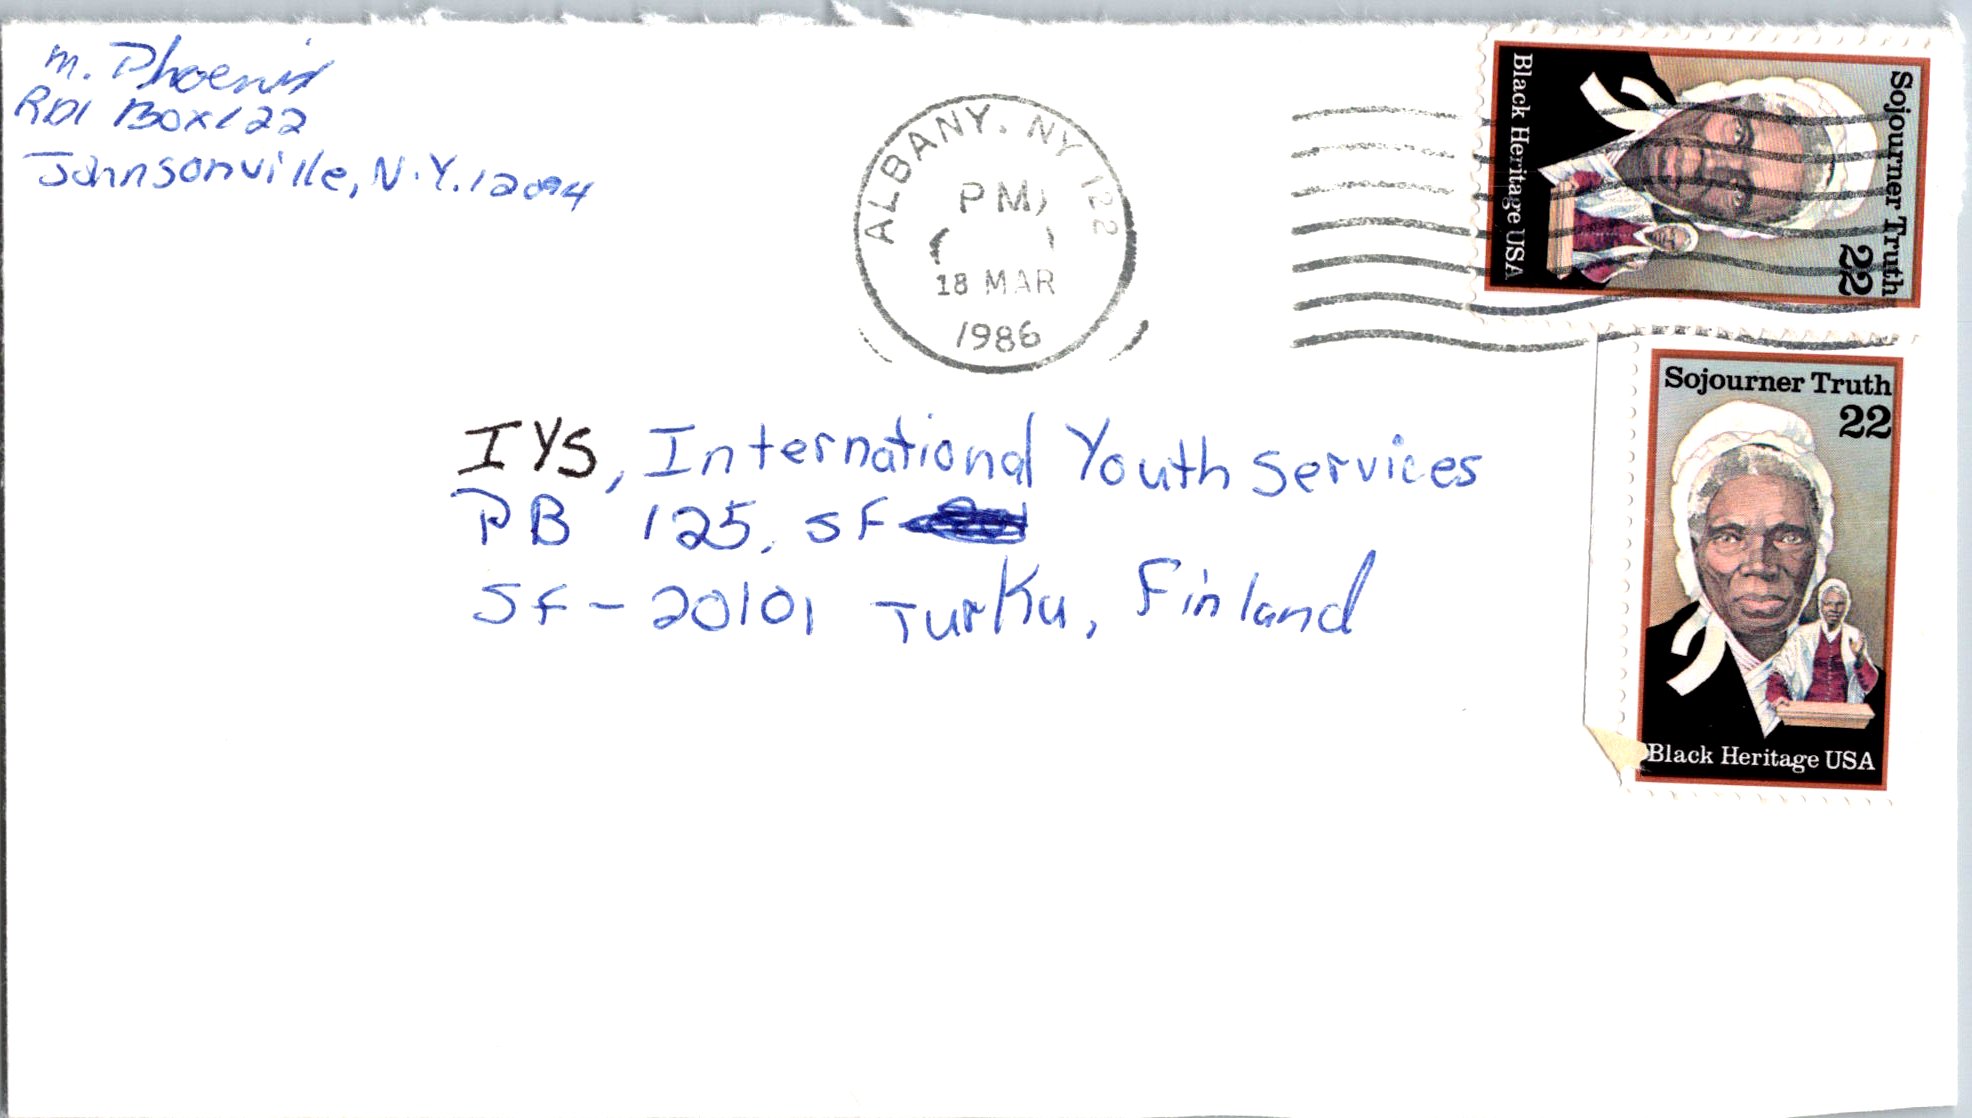 M. Phoenix
RD1 Box 122
Johnsonville, N.Y. 12094
ALBANY, NY 122
PM
18 MAR
1986
Sojourner Truth
22
Black Heritage USA
Sojourner Truth
22
Black Heritage USA
IYS, International Youth Services
PB 125, SF
SF - 20101 Turku, Finland